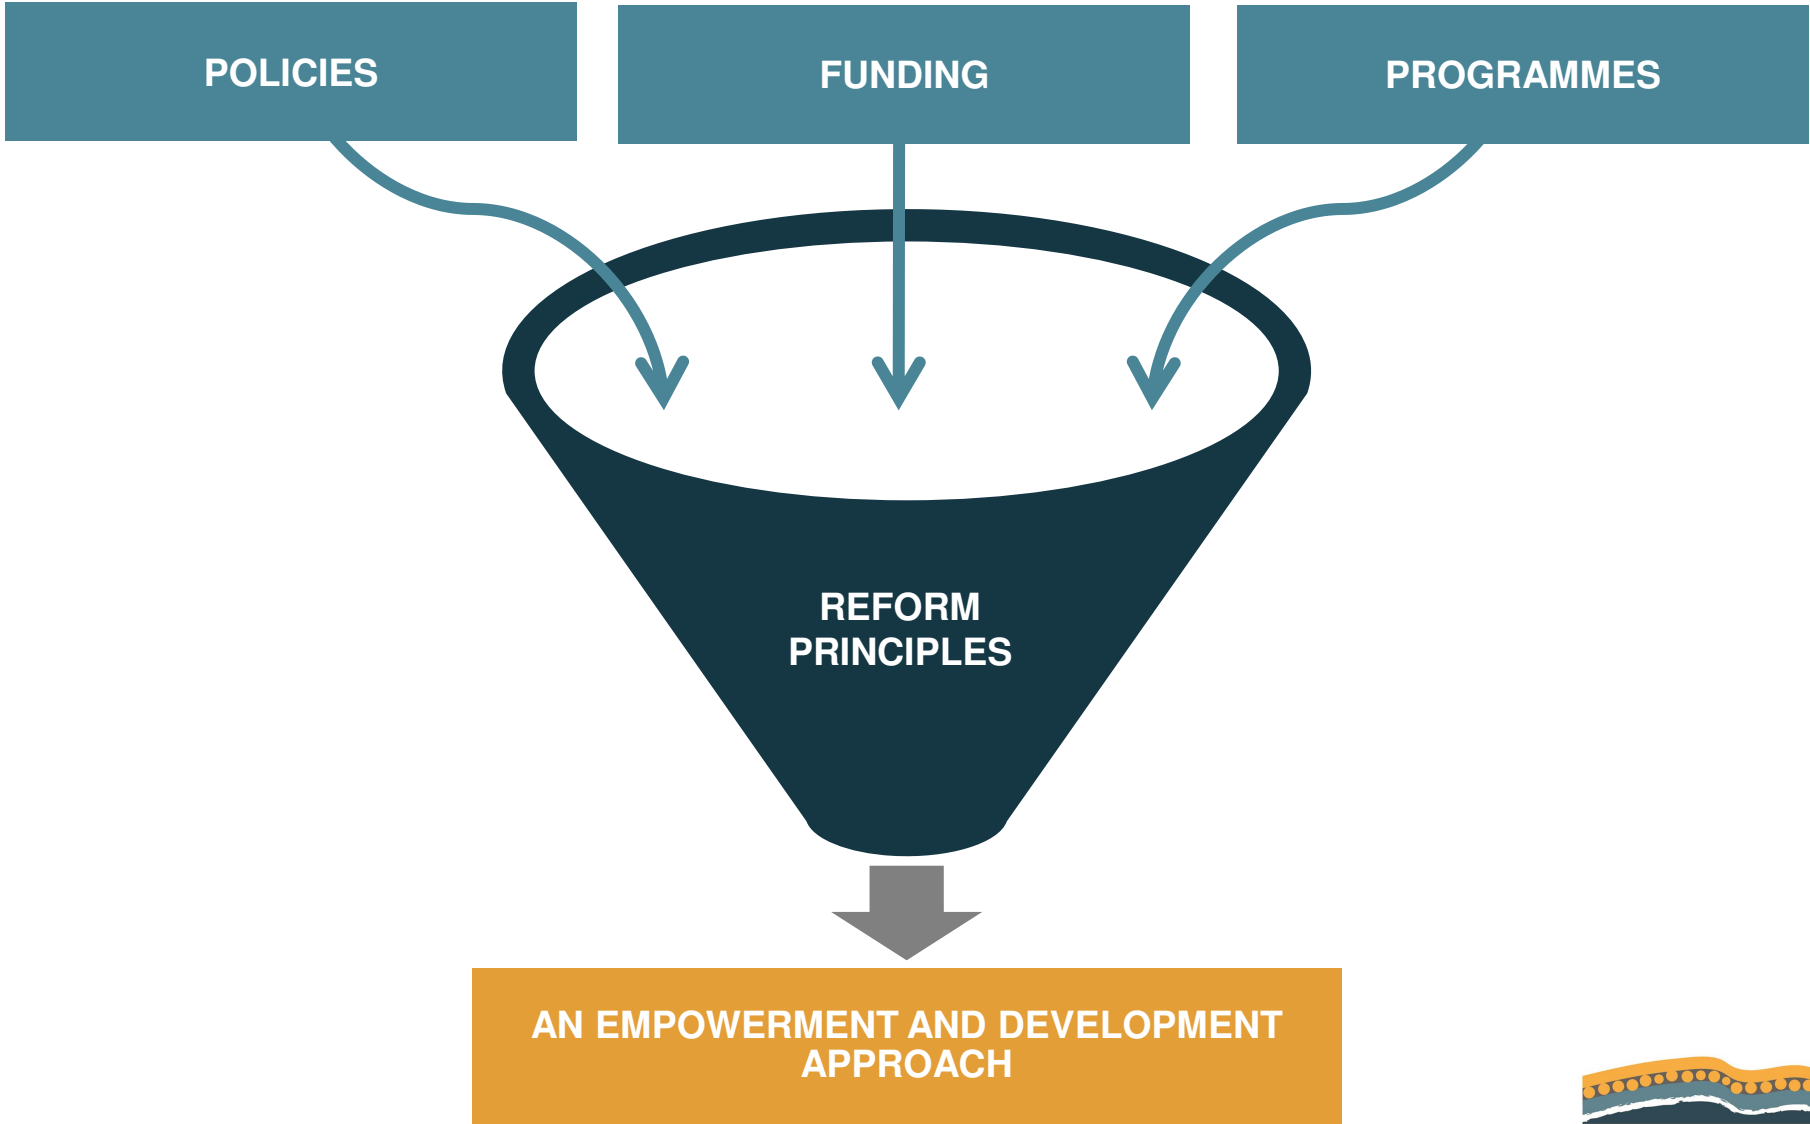 POLICIES
FUNDING
PROGRAMMES
REFORM
PRINCIPLES
AN EMPOWERMENT AND DEVELOPMENT
APPROACH